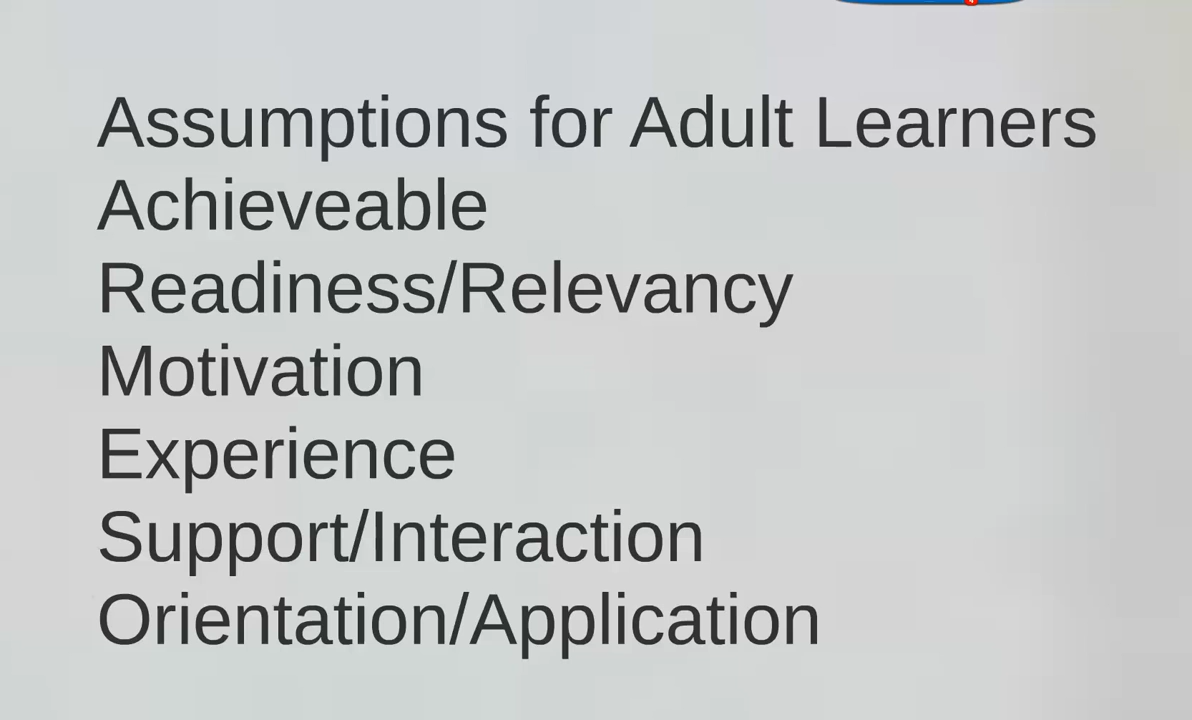 Assumptions for Adult Learners
Achieveable
Readiness/Relevancy
Motivation
Experience
Support/Interaction
Orientation/Application